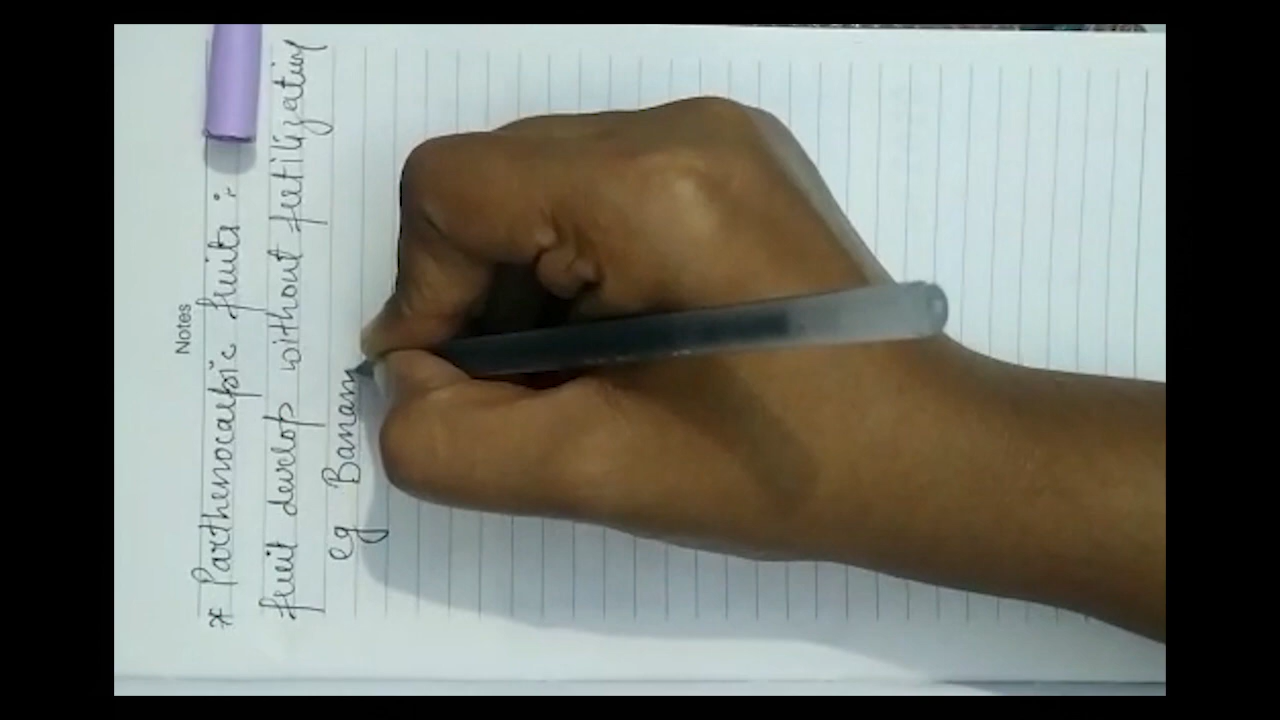 Notes
* Parthenocarpic fruits :-
fruit develop without fertilization
eg Banan